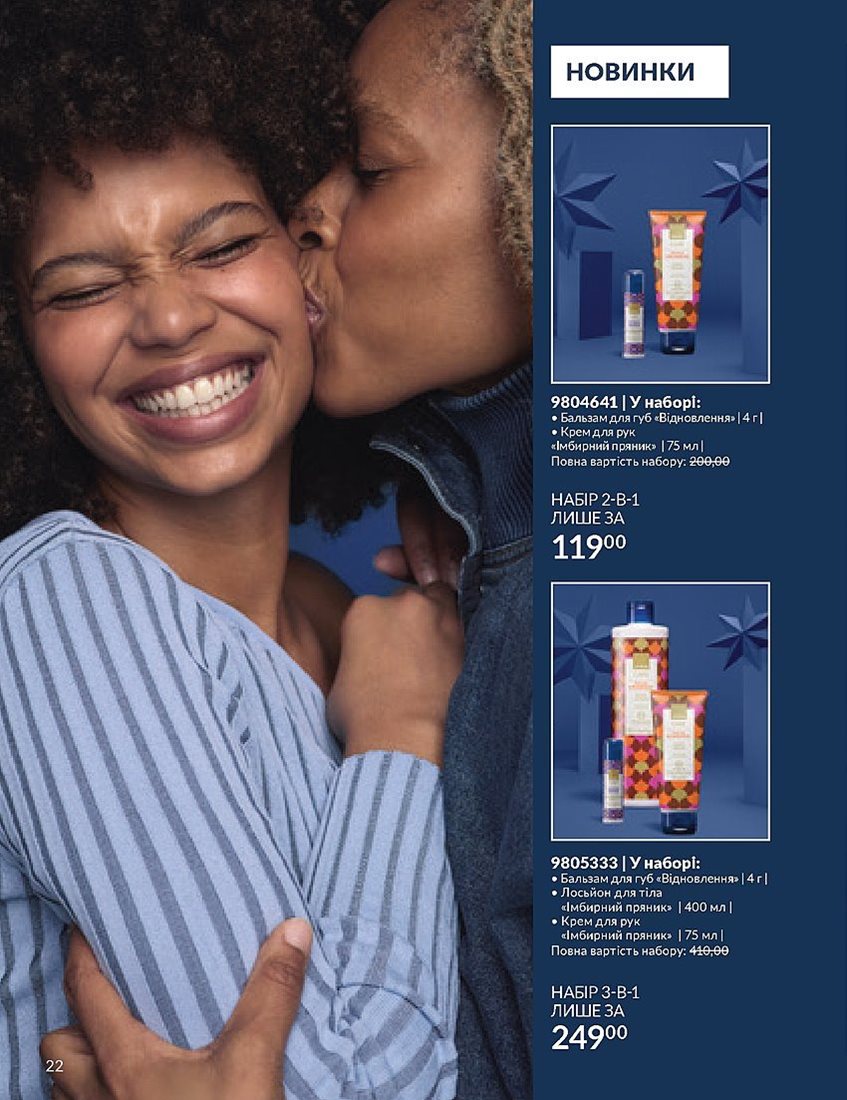 НОВИНКИ
9804641 | У наборі:
• Бальзам для губ «Відновлення» | 4 г |
• Крем для рук
«Імбирний пряник» | 75 мл |
Повна вартість набору: 200,00
НАБІР 2-В-1
ЛИШЕ ЗА
119⁰⁰
9805333 | У наборі:
• Бальзам для губ «Відновлення» | 4 г |
• Лосьйон для тіла
«Імбирний пряник» | 400 мл |
• Крем для рук
«Імбирний пряник» | 75 мл |
Повна вартість набору: 410,00
НАБІР 3-В-1
ЛИШЕ ЗА
249⁰⁰
22